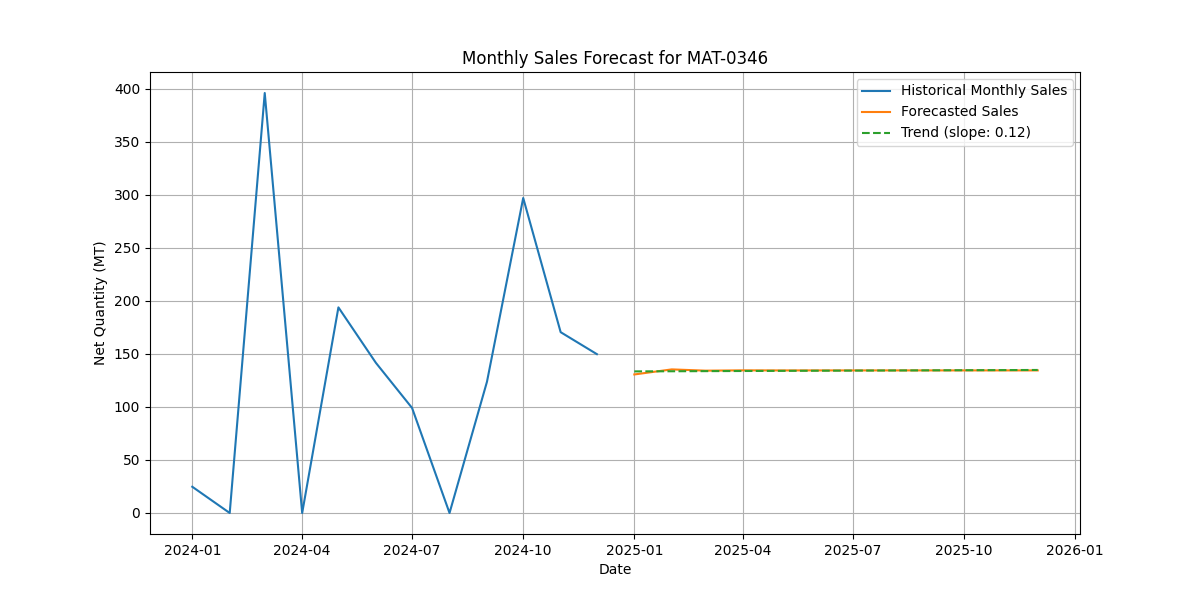 Monthly Sales Forecast for MAT-0346
Historical Monthly Sales
Forecasted Sales
Trend (slope: 0.12)
Net Quantity (MT)
400
350
300
250
200
150
100
50
0
2024-01 2024-04 2024-07 2024-10 2025-01 2025-04 2025-07 2025-10 2026-01
Date